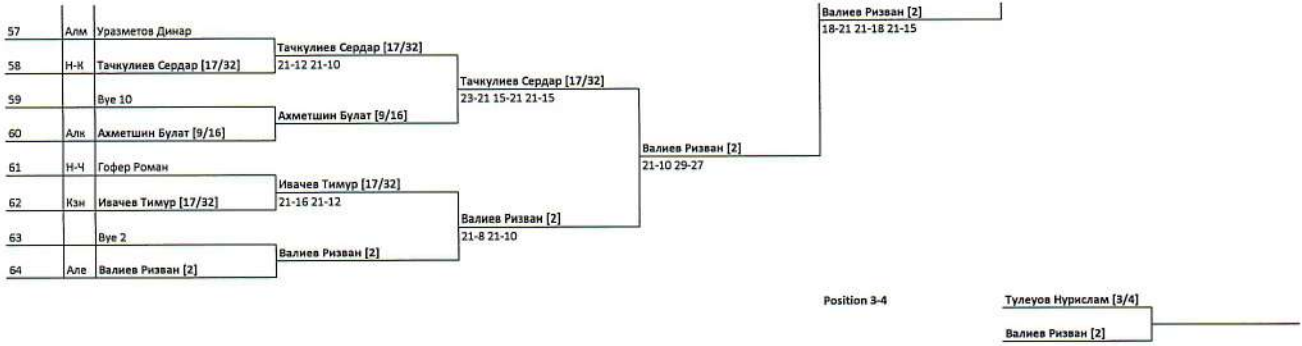 Валиев Ризван [2]
18-21 21-18 21-15
57 Алм Уразметов Динар
Тачкулиев Сердар [17/32]
58 Н-К Тачкулиев Сердар [17/32]
21-12 21-10
Тачкулиев Сердар [17/32]
59 Bye 10
23-21 15-21 21-15
Ахметшин Булат [9/16]
60 Алк Ахметшин Булат [9/16]
Валиев Ризван [2]
61 Н-Ч Гофер Роман
21-10 29-27
Ивачев Тимур [17/32]
62 Кзн Ивачев Тимур [17/32]
21-16 21-12
Валиев Ризван [2]
63 Bye 2
21-8 21-10
Валиев Ризван [2]
64 Але Валиев Ризван [2]
Position 3-4
Тулеуов Нурислам [3/4]
Валиев Ризван [2]